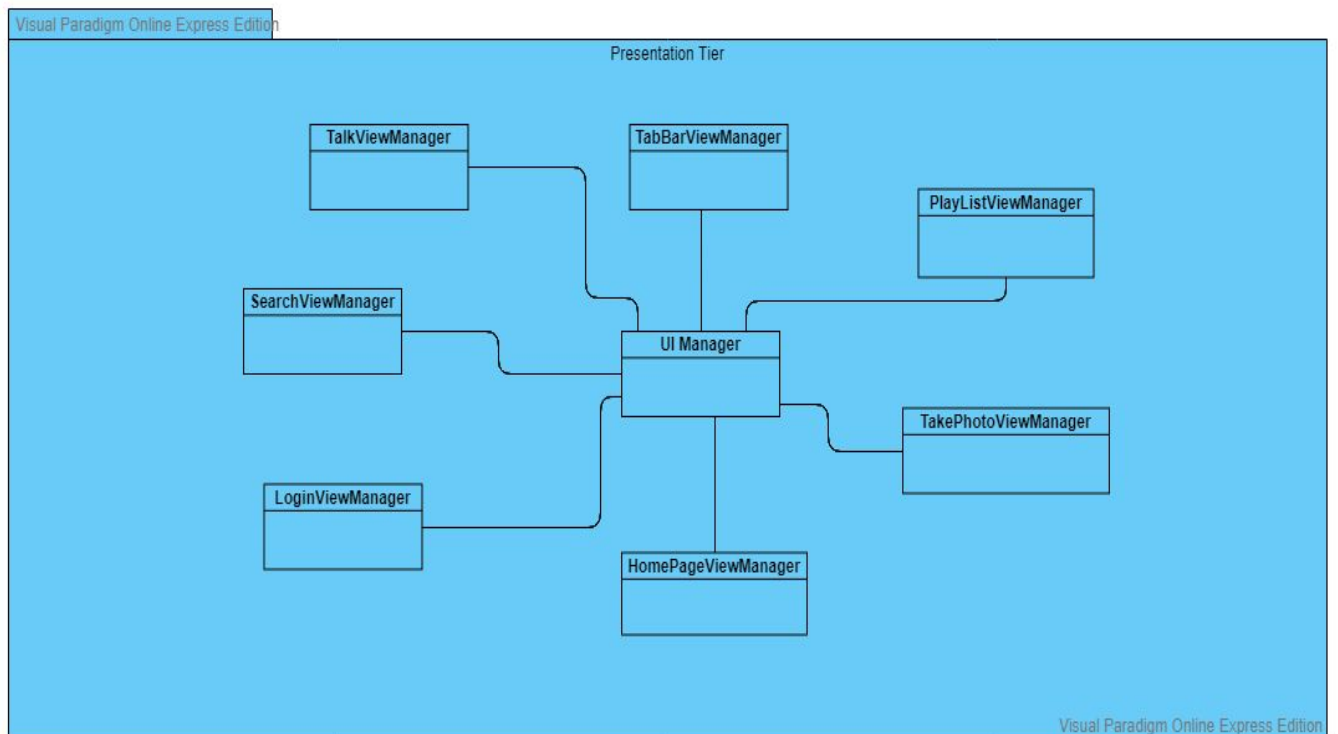 Visual Paradigm Online Express Edition
Presentation Tier
TalkViewManager
TabBarViewManager
PlayListViewManager
SearchViewManager
UI Manager
TakePhotoViewManager
LoginViewManager
HomePageViewManager
Visual Paradigm Online Express Edition